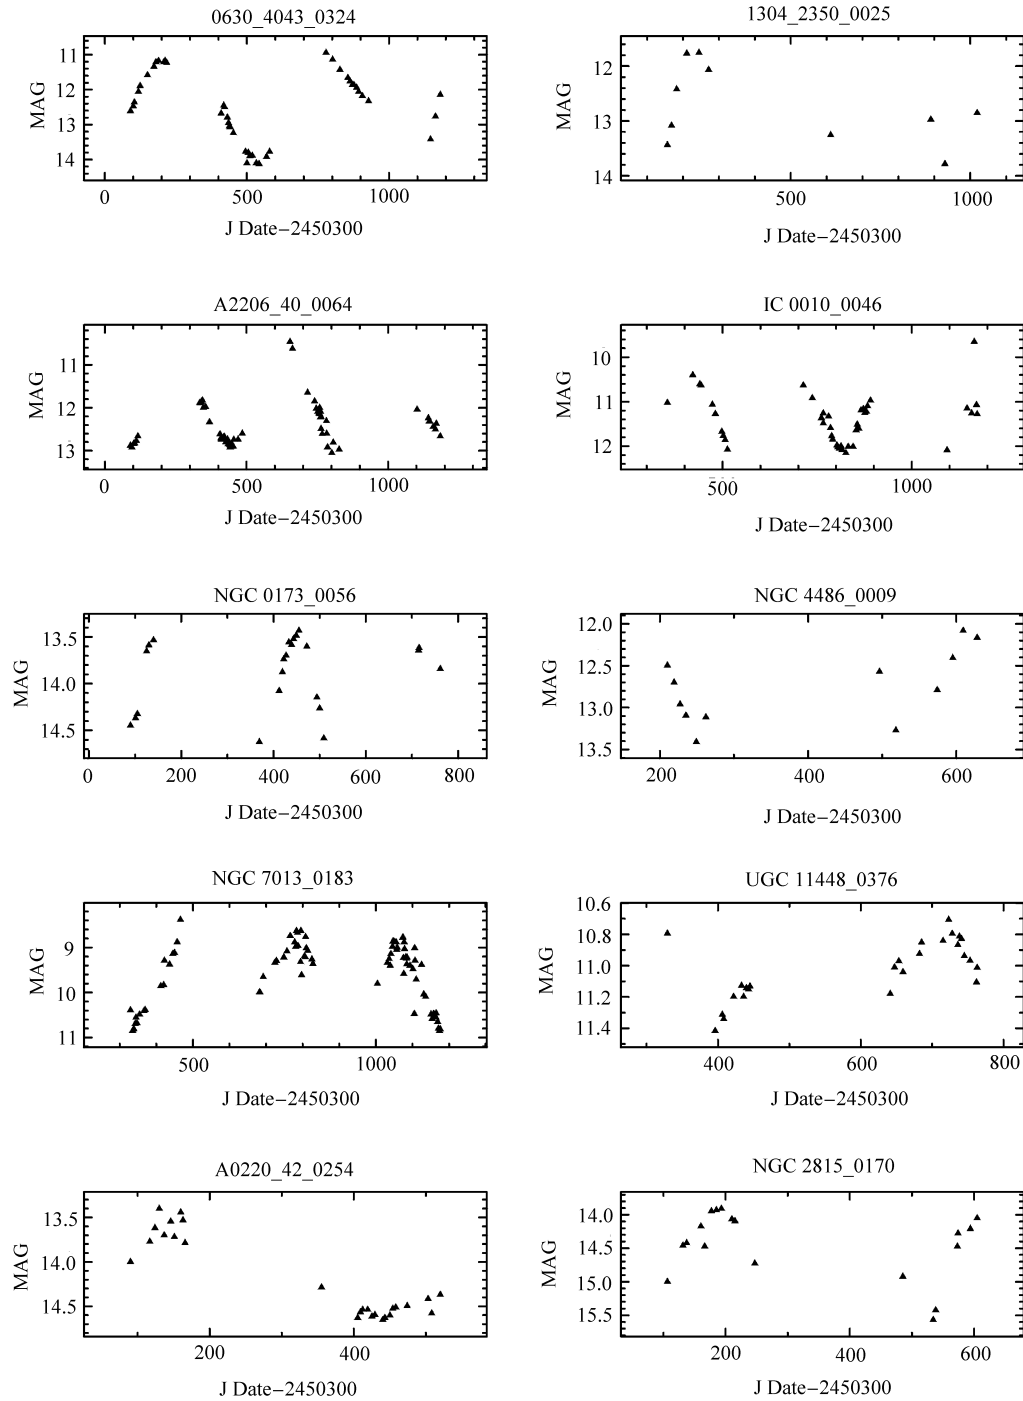 0630_4043_0324
1304_2350_0025
11
12
13
14
MAG
0
500
1000
J Date−2450300
12
13
14
MAG
500
1000
J Date−2450300
A2206_40_0064
IC 0010_0046
11
12
13
MAG
0
500
1000
J Date−2450300
10
11
12
MAG
500
1000
J Date−2450300
NGC 0173_0056
NGC 4486_0009
13.5
14.0
14.5
MAG
0
200
400
600
800
J Date−2450300
12.0
12.5
13.0
13.5
MAG
200
400
600
J Date−2450300
NGC 7013_0183
UGC 11448_0376
9
10
11
MAG
500
1000
J Date−2450300
10.6
10.8
11.0
11.2
11.4
MAG
400
600
800
J Date−2450300
A0220_42_0254
NGC 2815_0170
13.5
14.0
14.5
MAG
200
400
J Date−2450300
14.0
14.5
15.0
15.5
MAG
200
400
600
J Date−2450300